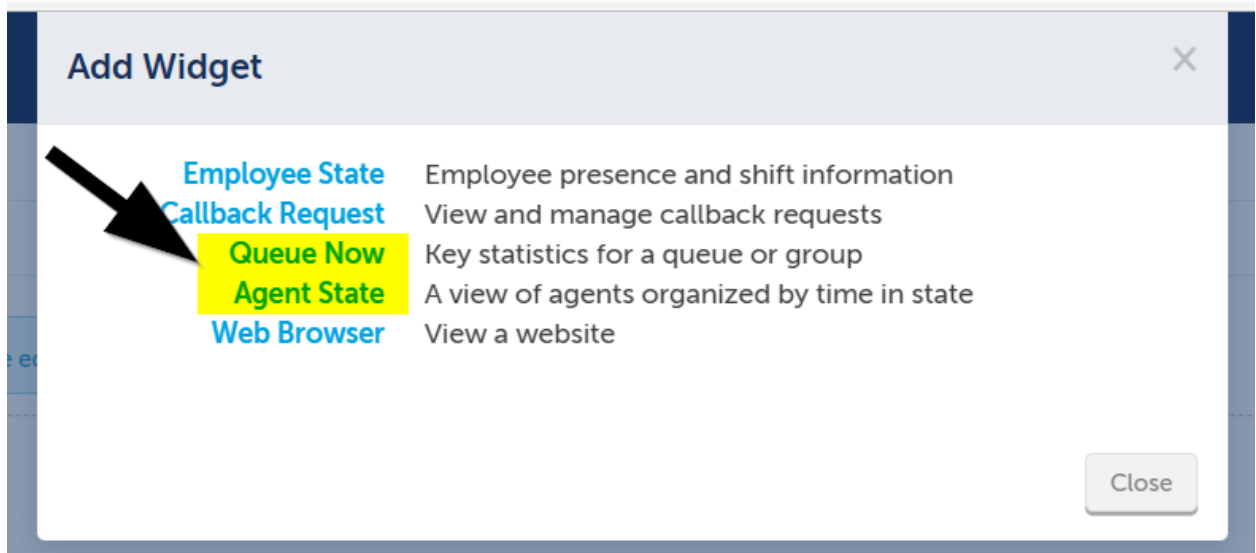 Add Widget ×
Employee State Employee presence and shift information
Callback Request View and manage callback requests
Queue Now Key statistics for a queue or group
Agent State A view of agents organized by time in state
Web Browser View a website
Close